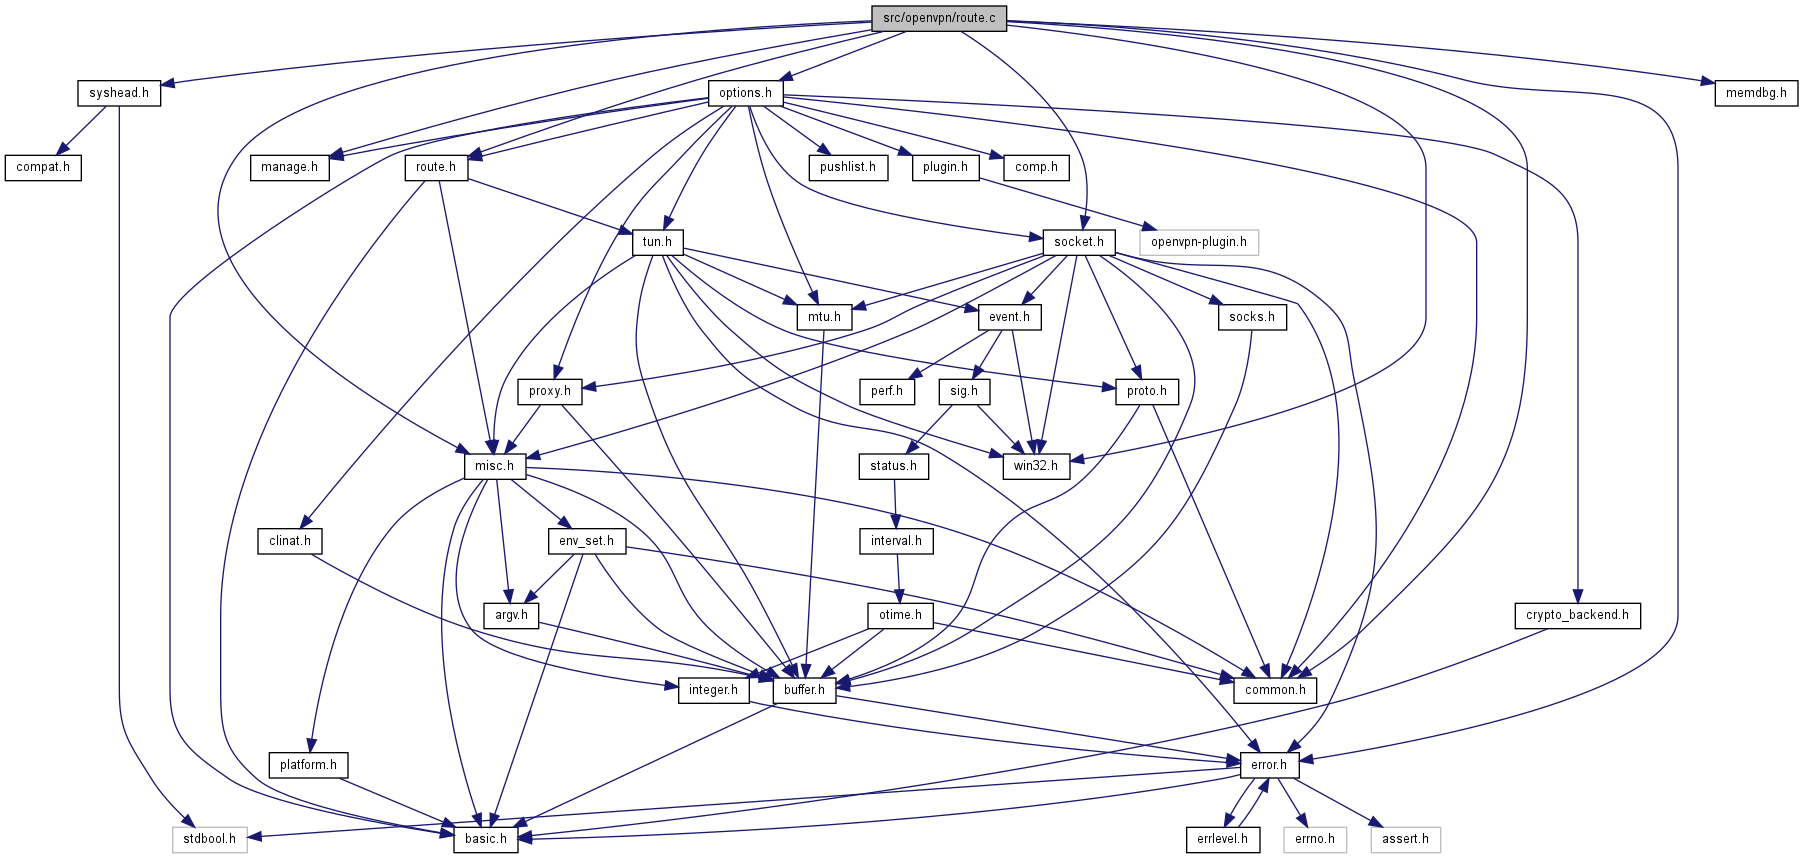 src/openvpn/route.c
syshead.h
options.h
memdbg.h
compat.h
manage.h
route.h
pushlist.h
plugin.h
comp.h
tun.h
socket.h
openvpn-plugin.h
mtu.h
event.h
socks.h
proxy.h
perf.h
sig.h
proto.h
misc.h
status.h
win32.h
clinat.h
env_set.h
interval.h
argv.h
otime.h
crypto_backend.h
integer.h
buffer.h
common.h
platform.h
error.h
stdbool.h
basic.h
errlevel.h
errno.h
assert.h